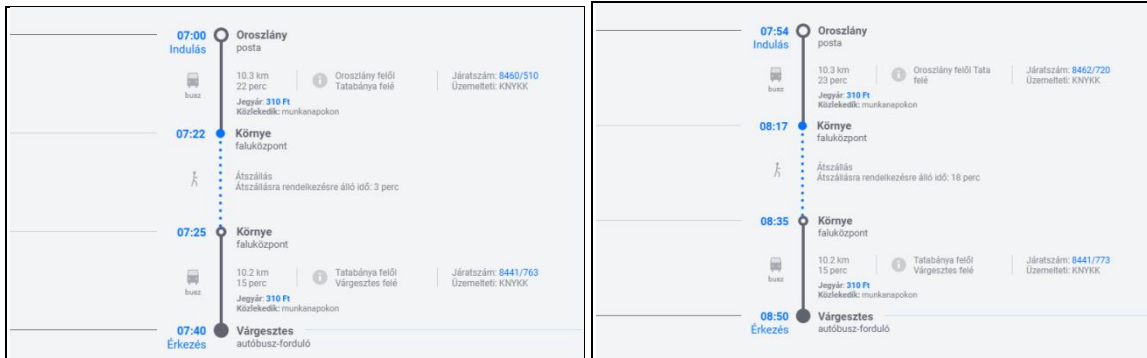 07:00 Oroszlány
Indulás posta
10.3 km Oroszlány felől Járatszám: 8460/510
22 perc Tatabánya felé Üzemelteti: KNYKK
busz
Jegyár: 310 Ft
Közlekedik: munkanapokon
07:22 Környe
faluközpont
Átszállás
Átszállásra rendelkezésre álló idő: 3 perc
07:25 Környe
faluközpont
10.2 km Tatabánya felől Járatszám: 8441/763
15 perc Várgesztes felé Üzemelteti: KNYKK
busz
Jegyár: 310 Ft
Közlekedik: munkanapokon
07:40 Várgesztes
Érkezés autóbusz-forduló
07:54 Oroszlány
Indulás posta
10.3 km Oroszlány felől Tata Járatszám: 8462/720
23 perc felé Üzemelteti: KNYKK
busz
Jegyár: 310 Ft
Közlekedik: munkanapokon
08:17 Környe
faluközpont
Átszállás
Átszállásra rendelkezésre álló idő: 18 perc
08:35 Környe
faluközpont
10.2 km Tatabánya felől Járatszám: 8441/773
15 perc Várgesztes felé Üzemelteti: KNYKK
busz
Jegyár: 310 Ft
Közlekedik: munkanapokon
08:50 Várgesztes
Érkezés autóbusz-forduló